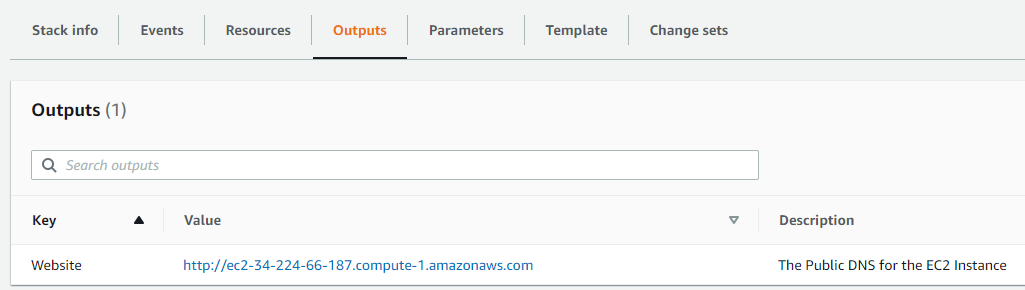 Stack info Events Resources Outputs Parameters Template Change sets
Outputs (1)
Search outputs
Key Value Description
Website http://ec2-34-224-66-187.compute-1.amazonaws.com The Public DNS for the EC2 Instance